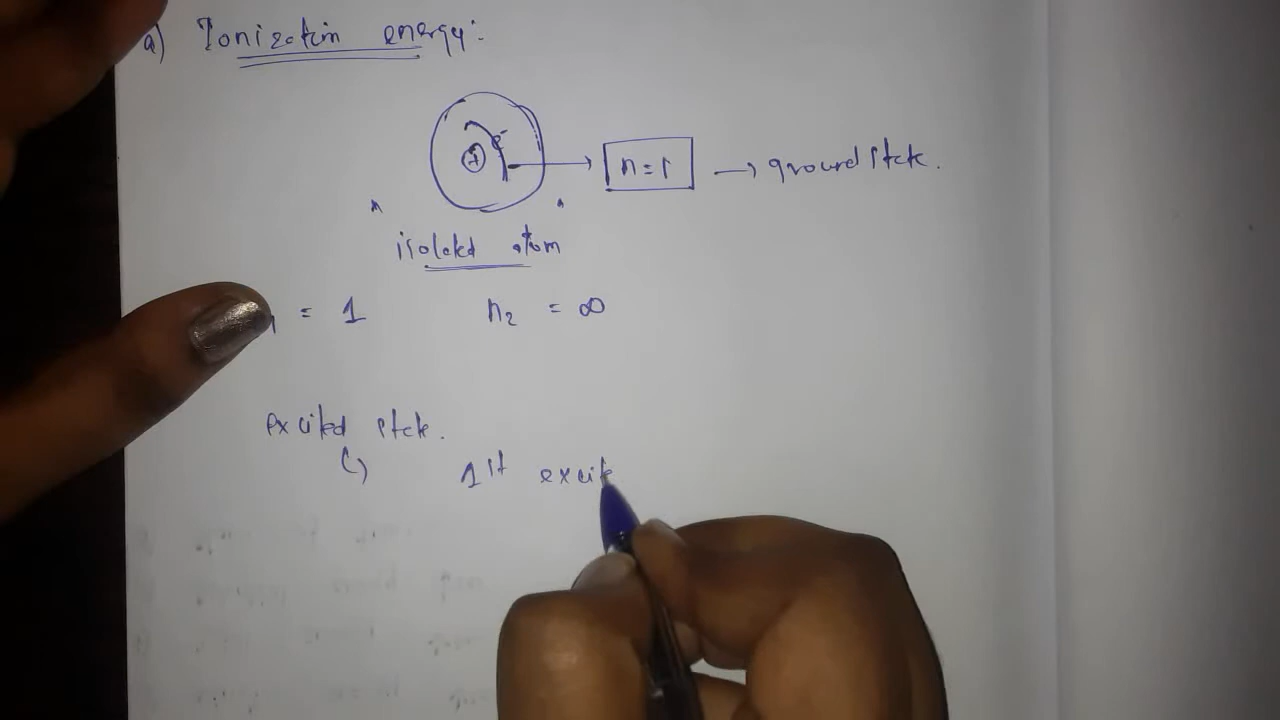 a) Ionization energy:
+ e-
n=1 → ground state.
isolated atom
= 1 n₂ = ∞
excited state.
1st excit